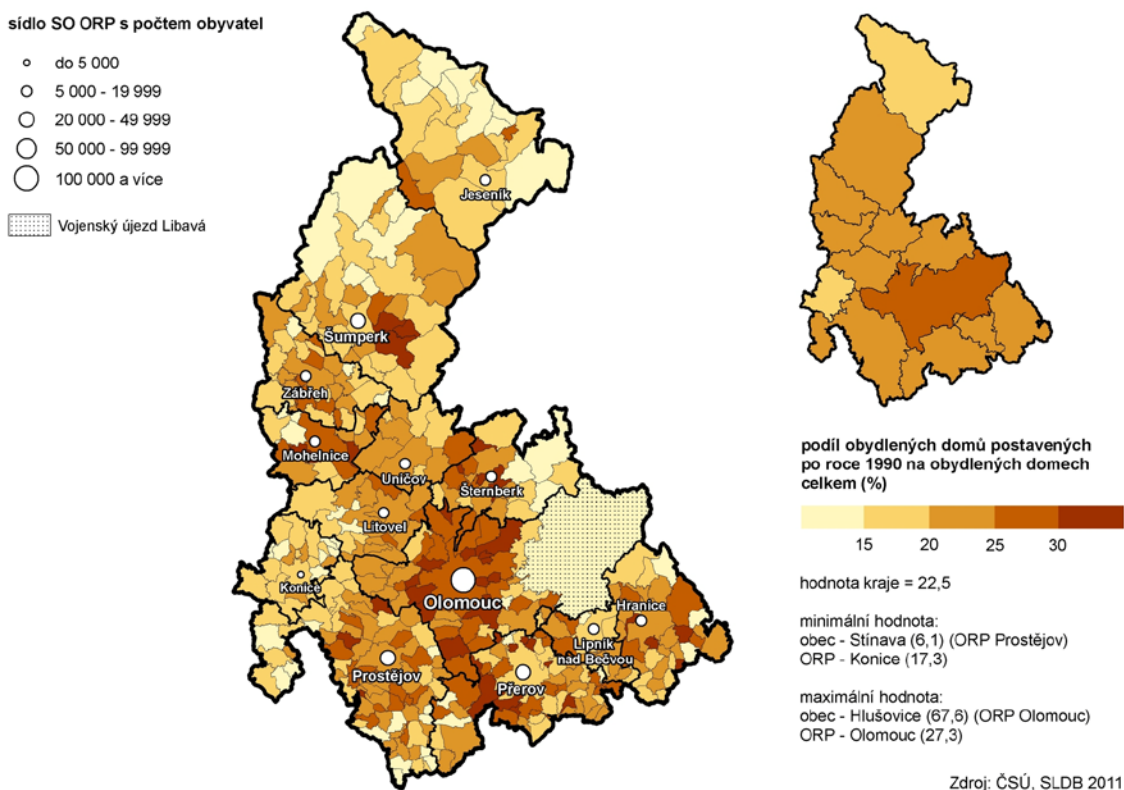 sídlo SO ORP s počtem obyvatel
do 5 000
5 000 - 19 999
20 000 - 49 999
50 000 - 99 999
100 000 a více
Vojenský újezd Libavá
Jeseník
Šumperk
Zábřeh
Mohelnice
Uničov
Šternberk
Litovel
Konice
Olomouc
Hranice
Lipník
nad Bečvou
Prostějov
Přerov
podíl obydlených domů postavených
po roce 1990 na obydlených domech
celkem (%)
15 20 25 30
hodnota kraje = 22,5
minimální hodnota:
obec - Stínava (6,1) (ORP Prostějov)
ORP - Konice (17,3)
maximální hodnota:
obec - Hlušovice (67,6) (ORP Olomouc)
ORP - Olomouc (27,3)
Zdroj: ČSÚ, SLDB 2011